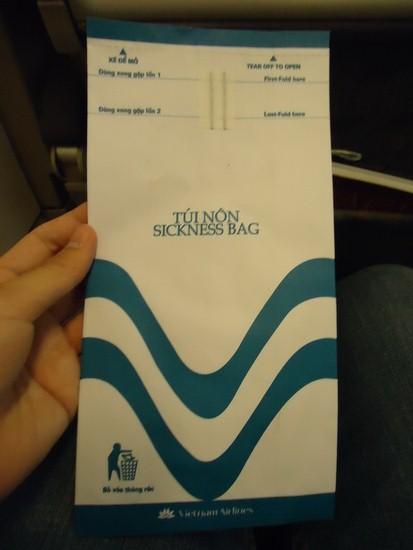 XÉ ĐỂ MỞ
TEAR OFF TO OPEN
Dùng xong gập lần 1
First-Fold here
Dùng xong gập lần 2
Last-Fold here
TÚI NÔN
SICKNESS BAG
Bỏ vào thùng rác
Vietnam Airlines